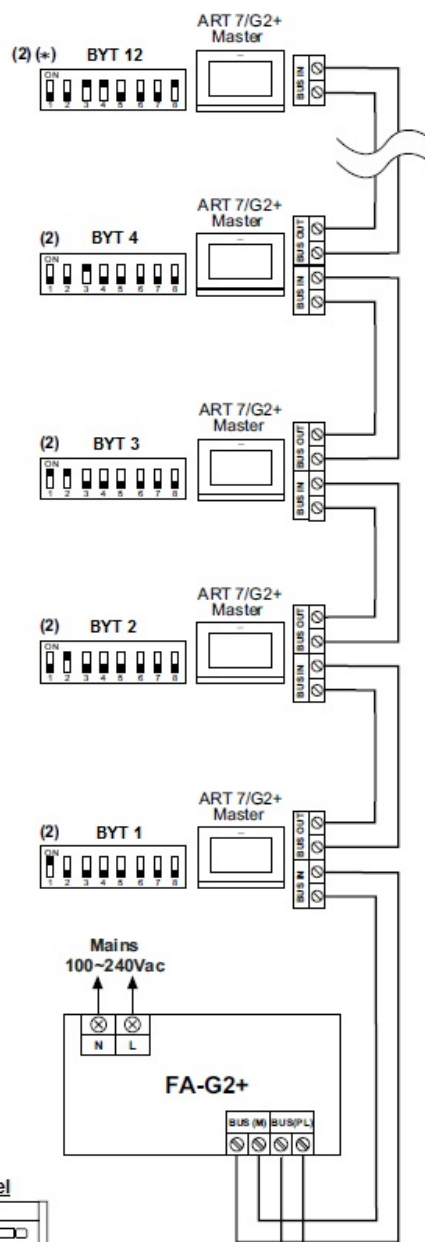 ART 7/G2+
Master
(2) (*) BYT 12
ON
1 2 3 4 5 6 7 8
BUS IN
ART 7/G2+
Master
(2) BYT 4
ON
1 2 3 4 5 6 7 8
BUS OUT
BUS IN
ART 7/G2+
Master
(2) BYT 3
ON
1 2 3 4 5 6 7 8
BUS OUT
BUS IN
ART 7/G2+
Master
(2) BYT 2
ON
1 2 3 4 5 6 7 8
BUS OUT
BUS IN
ART 7/G2+
Master
(2) BYT 1
ON
1 2 3 4 5 6 7 8
BUS OUT
BUS IN
Mains
100~240Vac
N L
FA-G2+
BUS (M) BUS(PL)